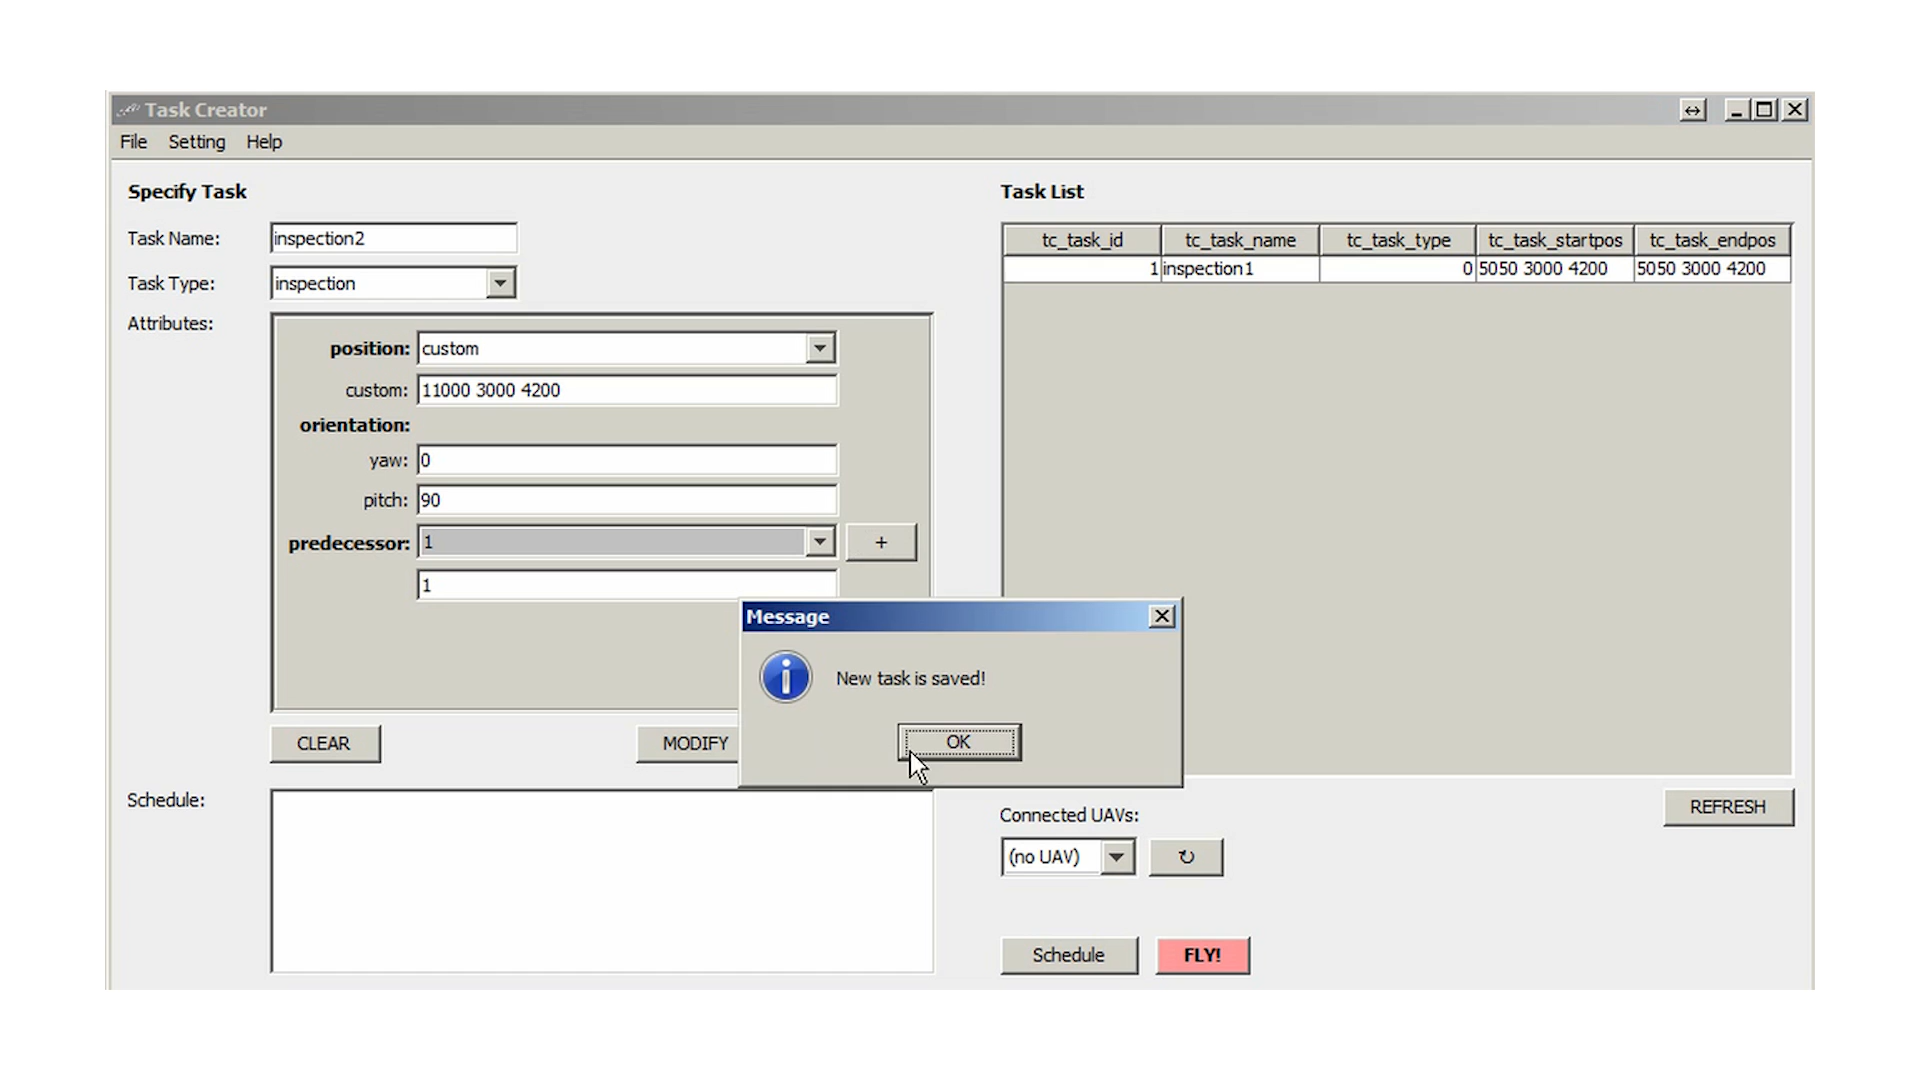 Task Creator
File Setting Help
Specify Task
Task Name: inspection2
Task Type: inspection
Attributes:
position: custom
custom: 11000 3000 4200
orientation:
yaw: 0
pitch: 90
predecessor: 1 +
1
CLEAR MODIFY
Schedule:
Task List
tc_task_id tc_task_name tc_task_type tc_task_startpos tc_task_endpos
1 inspection1 0 5050 3000 4200 5050 3000 4200
Message
New task is saved!
OK
REFRESH
Connected UAVs:
(no UAV) ↻
Schedule FLY!